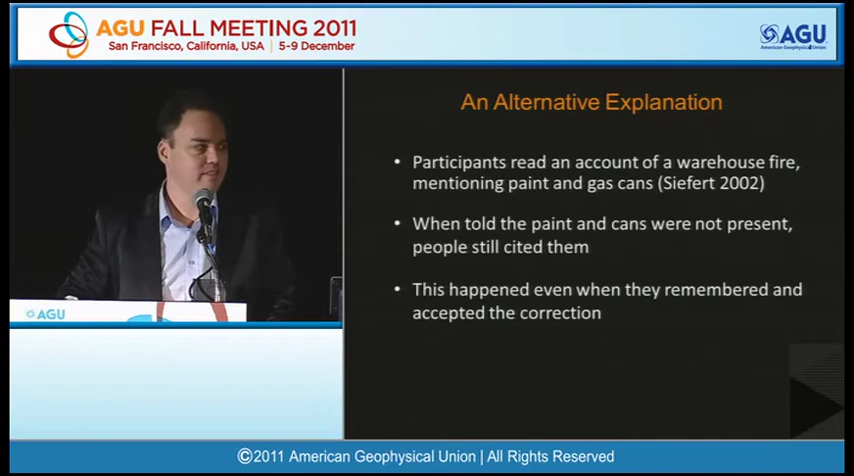 AGU FALL MEETING 2011
San Francisco, California, USA | 5-9 December
AGU
American Geophysical Union
An Alternative Explanation
• Participants read an account of a warehouse fire,
mentioning paint and gas cans (Siefert 2002)
• When told the paint and cans were not present,
people still cited them
• This happened even when they remembered and
accepted the correction
AGU
©2011 American Geophysical Union | All Rights Reserved